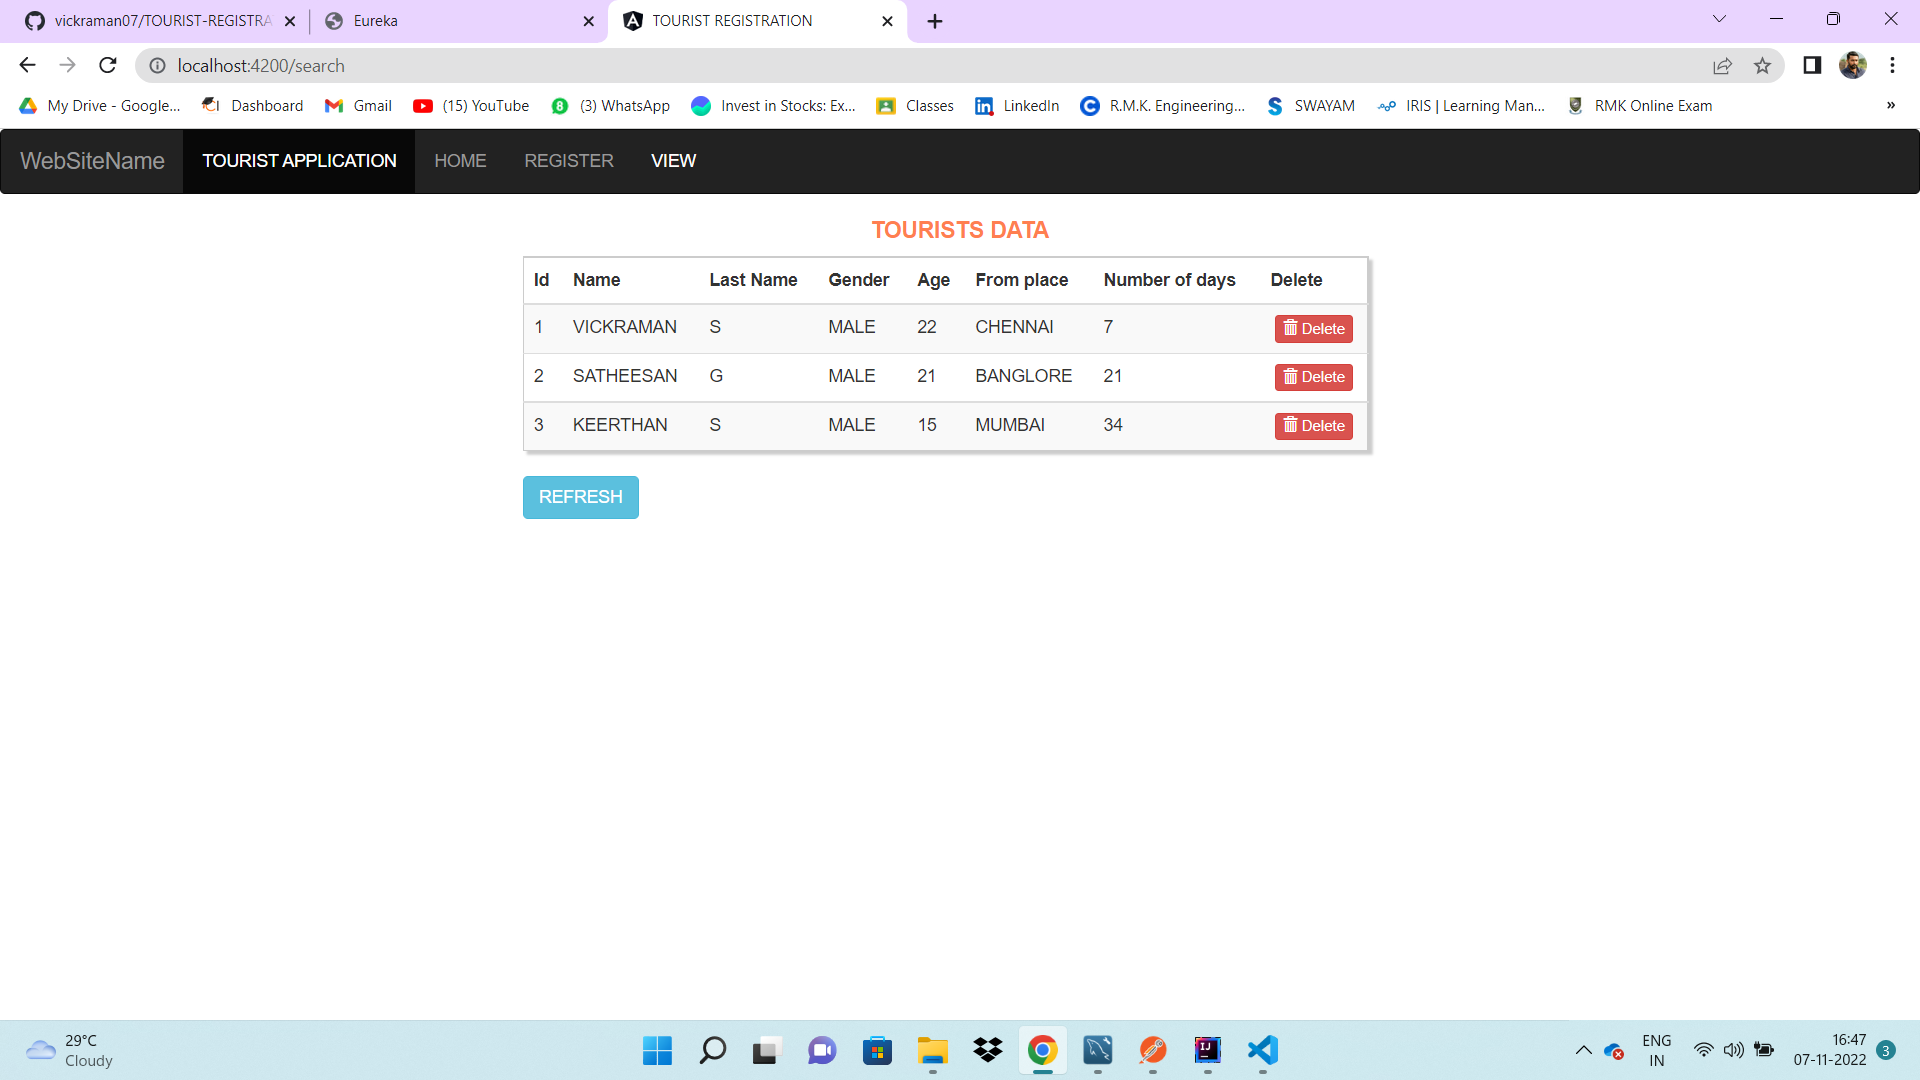 vickraman07/TOURIST-REGISTRA
Eureka
TOURIST REGISTRATION
localhost:4200/search
My Drive - Google...
Dashboard
Gmail
(15) YouTube
(3) WhatsApp
Invest in Stocks: Ex...
Classes
LinkedIn
R.M.K. Engineering...
SWAYAM
IRIS | Learning Man...
RMK Online Exam
»
WebSiteName TOURIST APPLICATION HOME REGISTER VIEW
TOURISTS DATA
Id Name Last Name Gender Age From place Number of days Delete
1 VICKRAMAN S MALE 22 CHENNAI 7 Delete
2 SATHEESAN G MALE 21 BANGLORE 21 Delete
3 KEERTHAN S MALE 15 MUMBAI 34 Delete
REFRESH
29°C
Cloudy
ENG
IN
16:47
07-11-2022
3